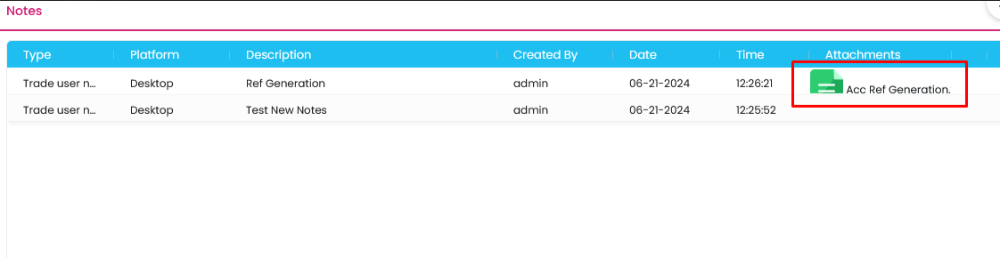 Notes
Type Platform Description Created By Date Time Attachments
Trade user n... Desktop Ref Generation admin 06-21-2024 12:26:21 Acc Ref Generation.
Trade user n... Desktop Test New Notes admin 06-21-2024 12:25:52